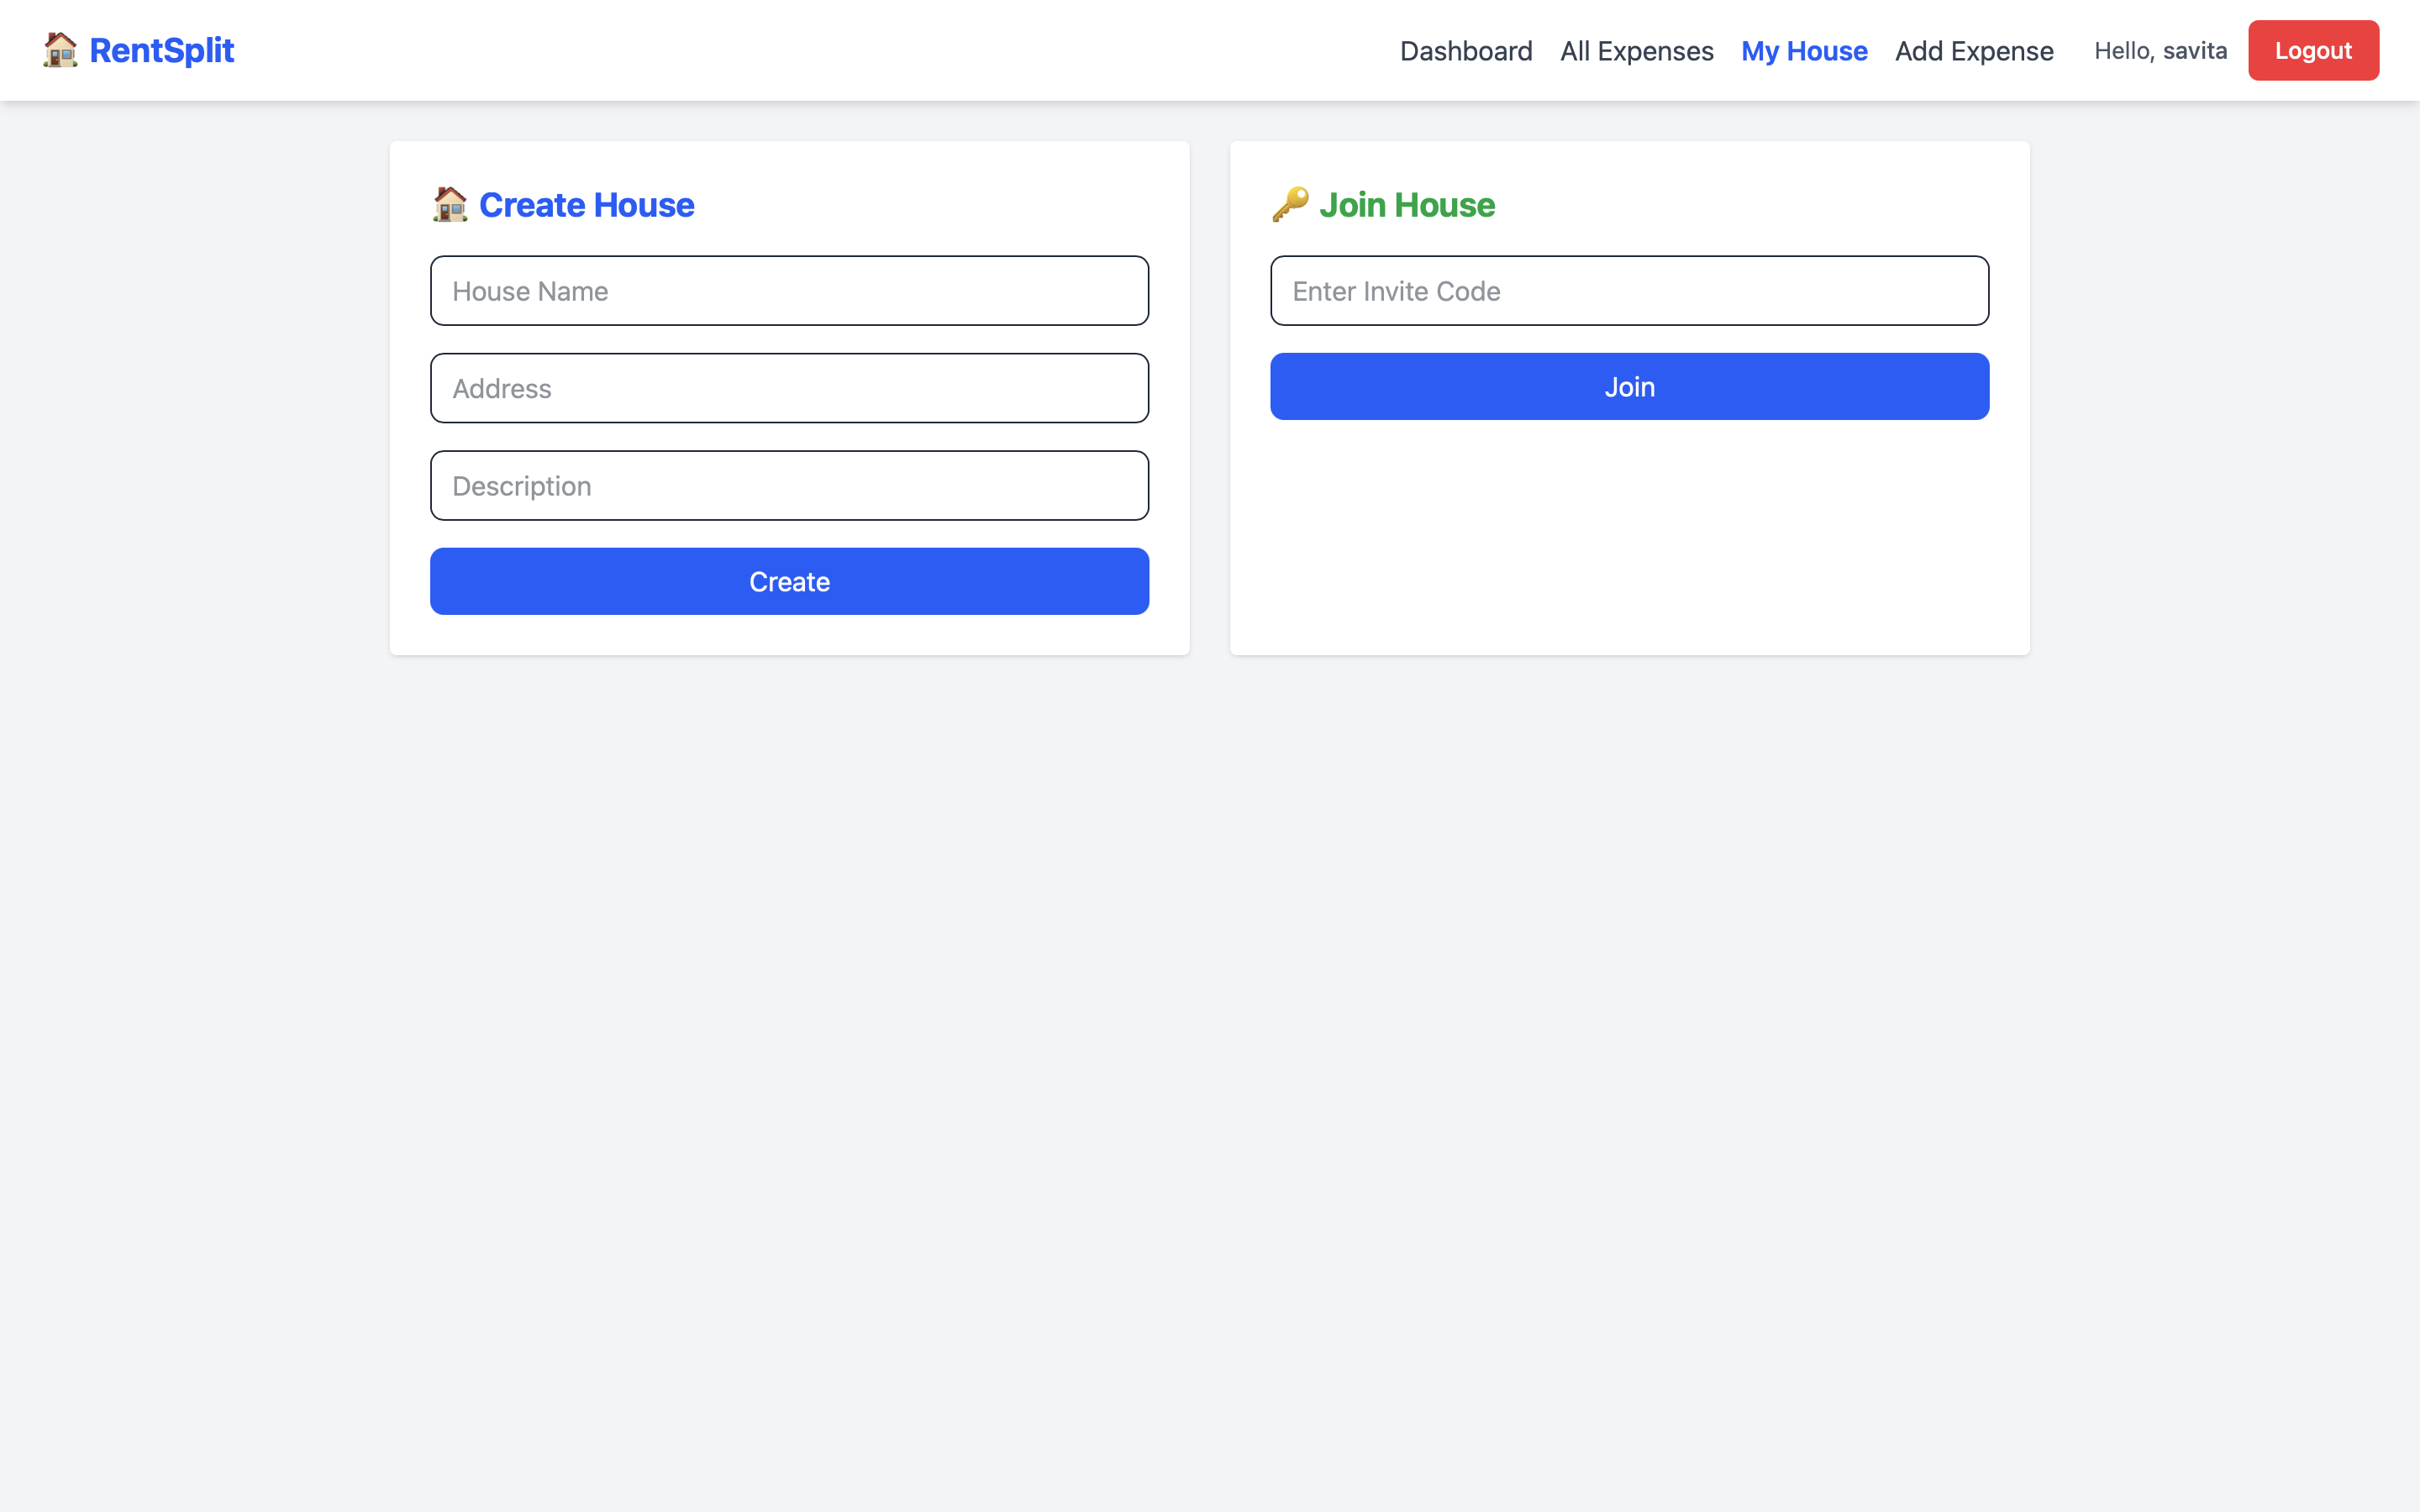 RentSplit
Dashboard All Expenses My House Add Expense Hello, savita Logout
Create House
House Name
Address
Description
Create
Join House
Enter Invite Code
Join